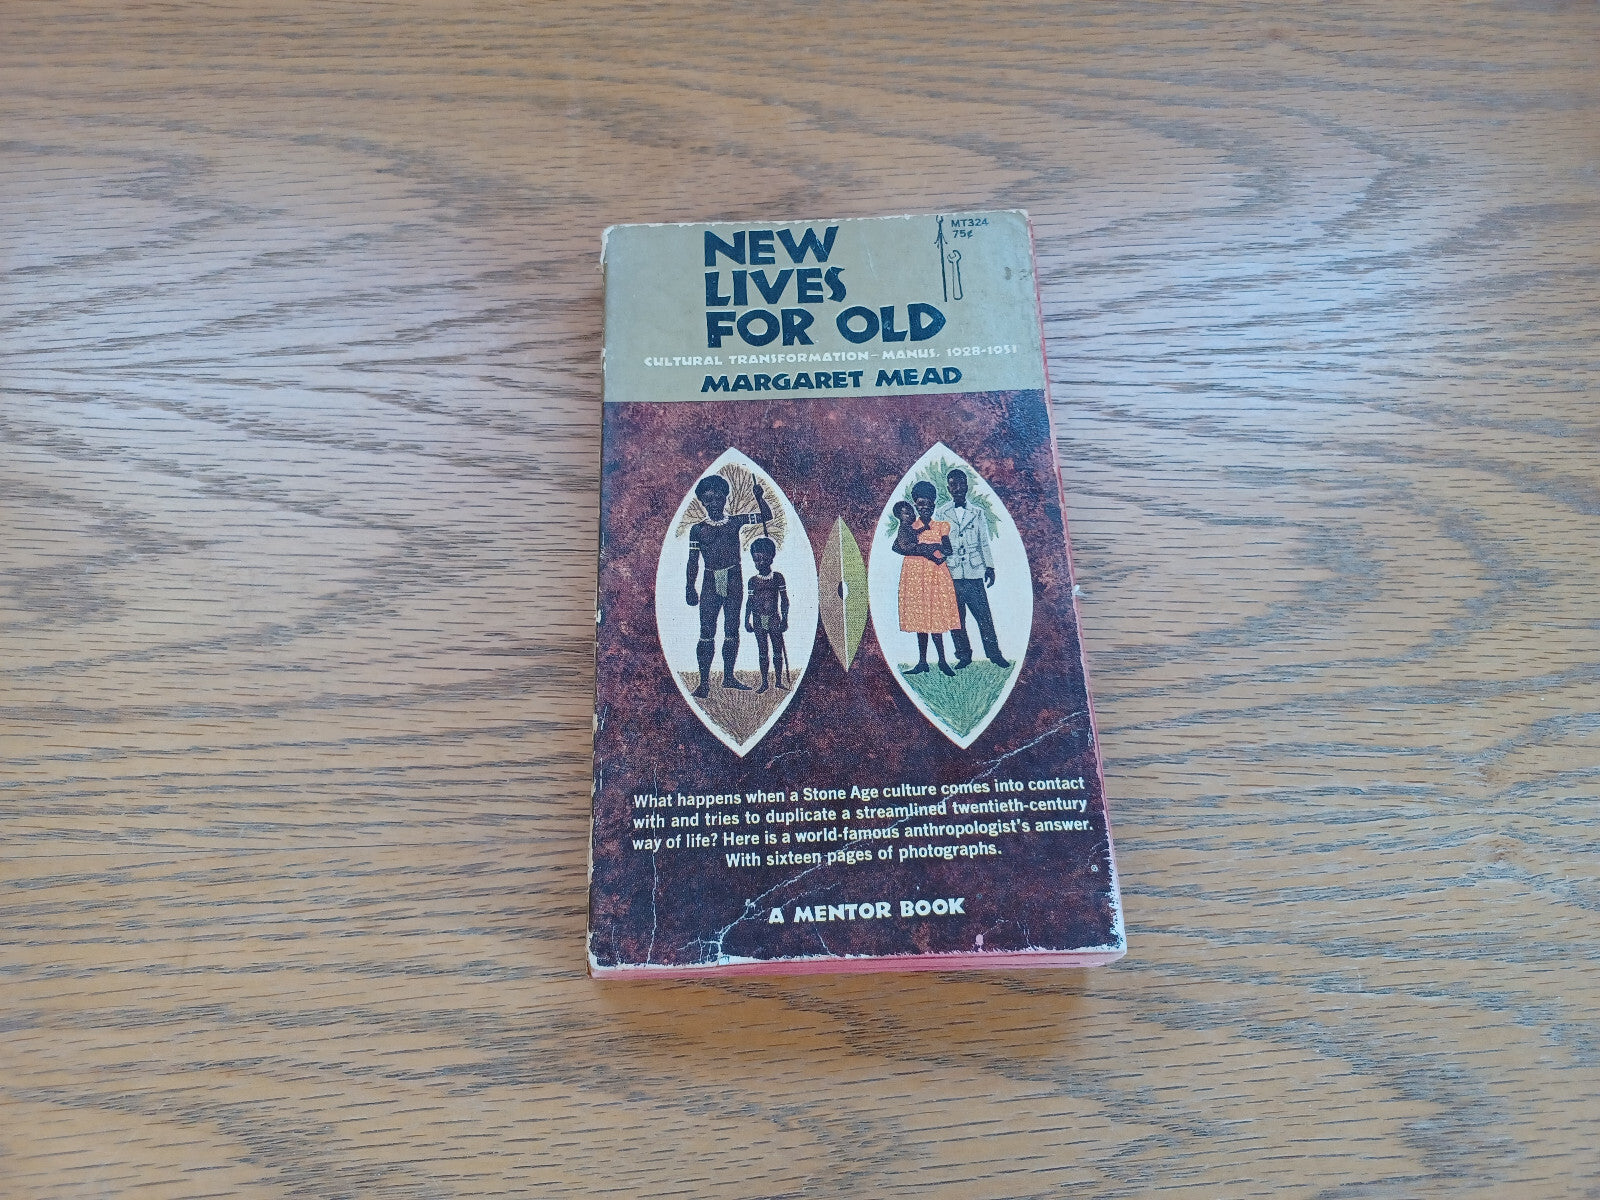 MT324
75¢
NEW
LIVES
FOR OLD
CULTURAL TRANSFORMATION—MANUS, 1928-1951
MARGARET MEAD
What happens when a Stone Age culture comes into contact
with and tries to duplicate a streamlined twentieth-century
way of life? Here is a world-famous anthropologist's answer.
With sixteen pages of photographs.
A MENTOR BOOK